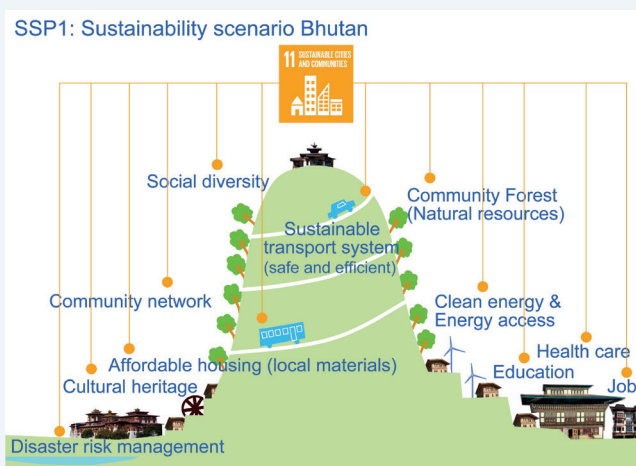 SSP1: Sustainability scenario Bhutan
11 SUSTAINABLE CITIES
AND COMMUNITIES
Social diversity
Community Forest
(Natural resources)
Sustainable
transport system
(safe and efficient)
Community network
Clean energy &
Energy access
Affordable housing (local materials)
Health care
Cultural heritage
Education
Job
Disaster risk management